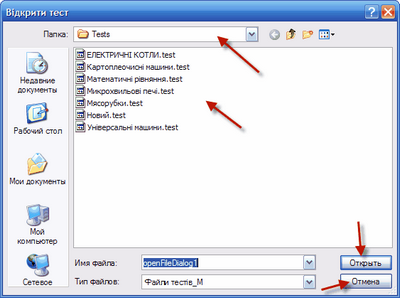 Відкрити тест
Папка: Tests
Недавние документы
Рабочий стол
Мои документы
Мой компьютер
Сетевое
ЕЛЕКТРИЧНІ КОТЛИ.test
Картоплеочисні машини.test
Математичні рівняння.test
Микрохвильові печі.test
Мясорубки.test
Новий.test
Універсальні машини.test
Имя файла: openFileDialog1 Открыть
Тип файлов: Файли тестів_M Отмена